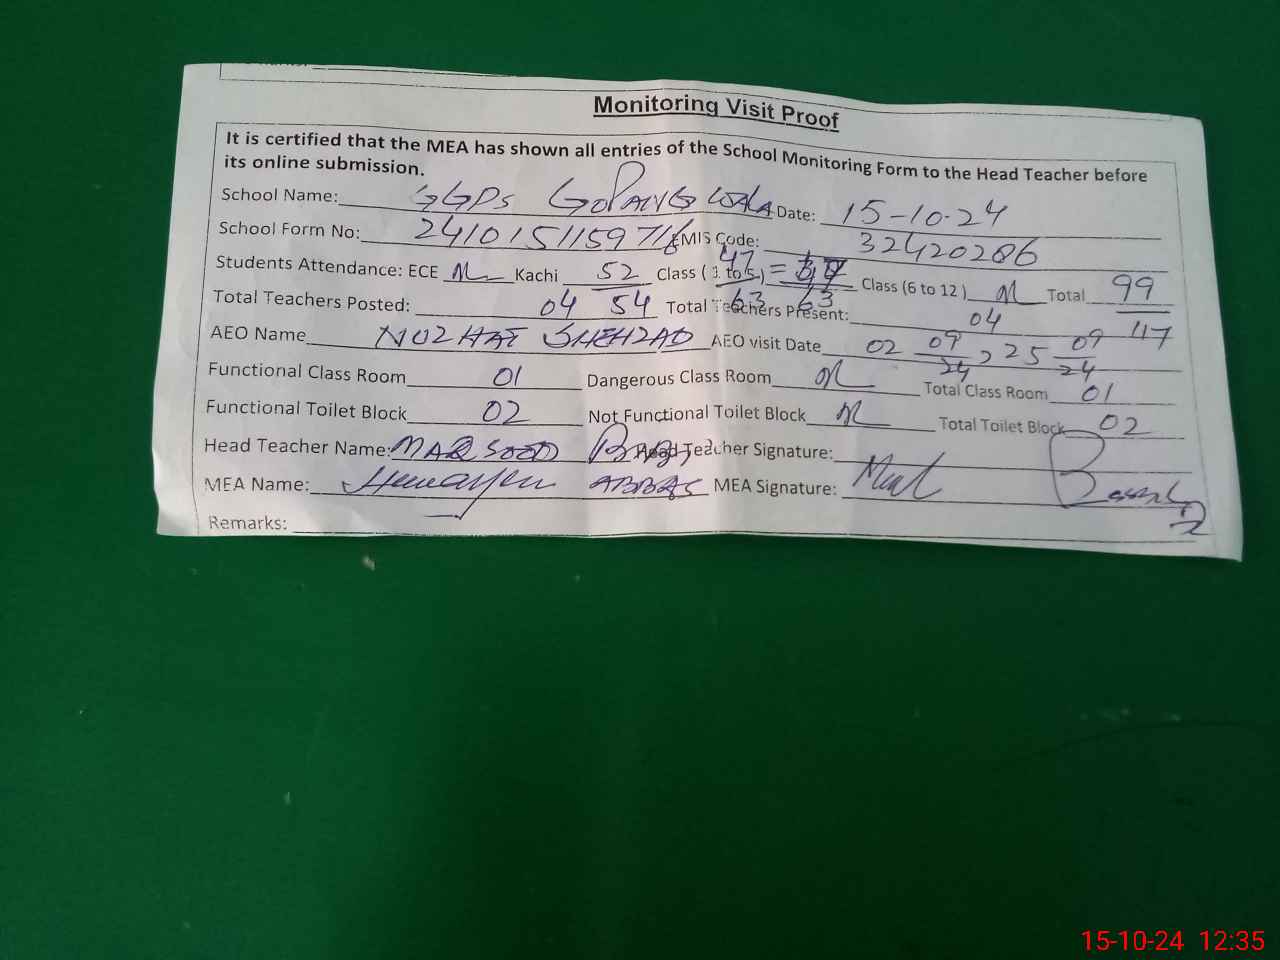 Monitoring Visit Proof
It is certified that the MEA has shown all entries of the School Monitoring Form to the Head Teacher before
its online submission.
School Name: GGPS GOPANG WALA Date: 15-10-24
School Form No: 24101511597116 EMIS Code: 32420286
Students Attendance: ECE Kachi 52/54 Class (1 to 5) 47/63 = 63 Class (6 to 12) Total 99/117
Total Teachers Posted: 04 Total Teachers Present: 04
AEO Name NUZHAT SHEHZAD AEO visit Date 02 09/24, 25 09/24
Functional Class Room 01 Dangerous Class Room Total Class Room 01
Functional Toilet Block 02 Not Functional Toilet Block Total Toilet Block 02
Head Teacher Name: MAQSOOD Head Teacher Signature:
MEA Name: ABBAS MEA Signature:
Remarks:
15-10-24 12:35